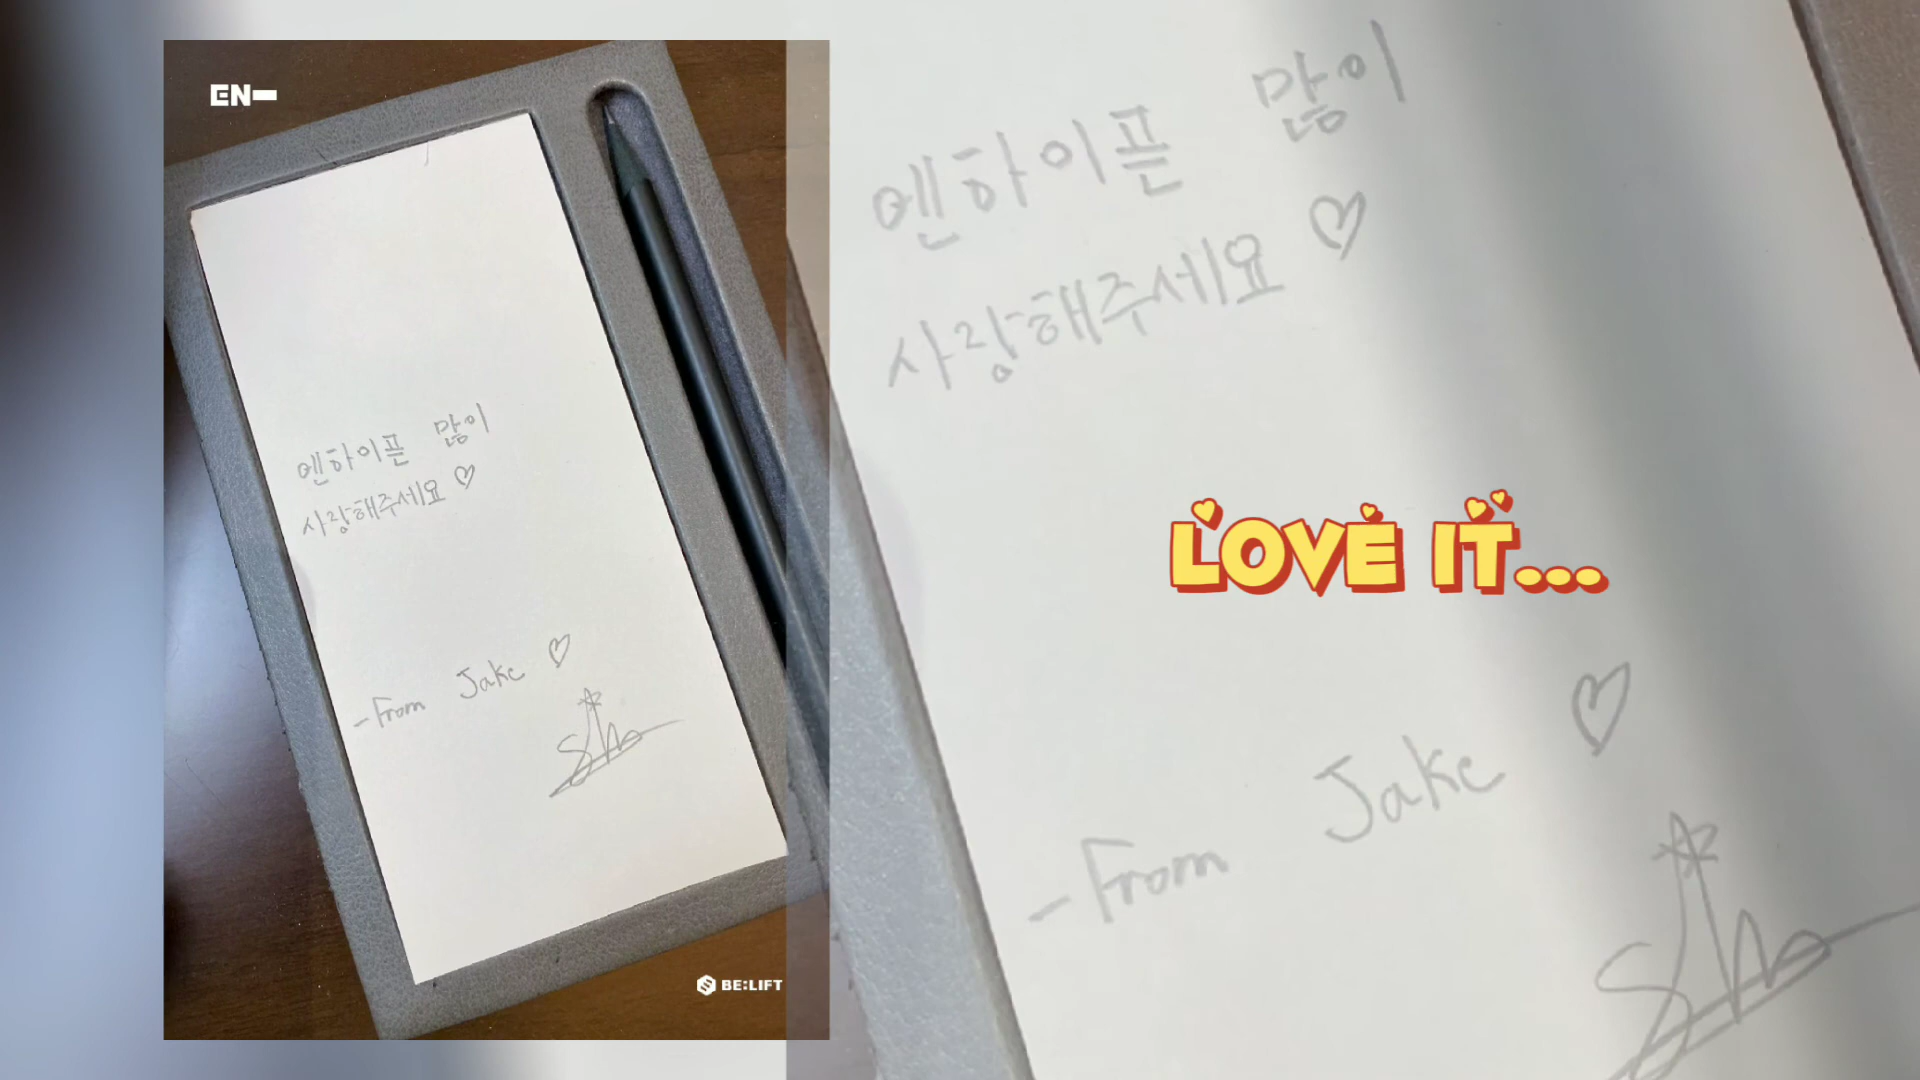 EN-
엔하이픈 많이
사랑해주세요 ♡
-From Jake ♡
BE:LIFT
엔하이픈 많이
사랑해주세요 ♡
LOVE IT...
-From Jake ♡